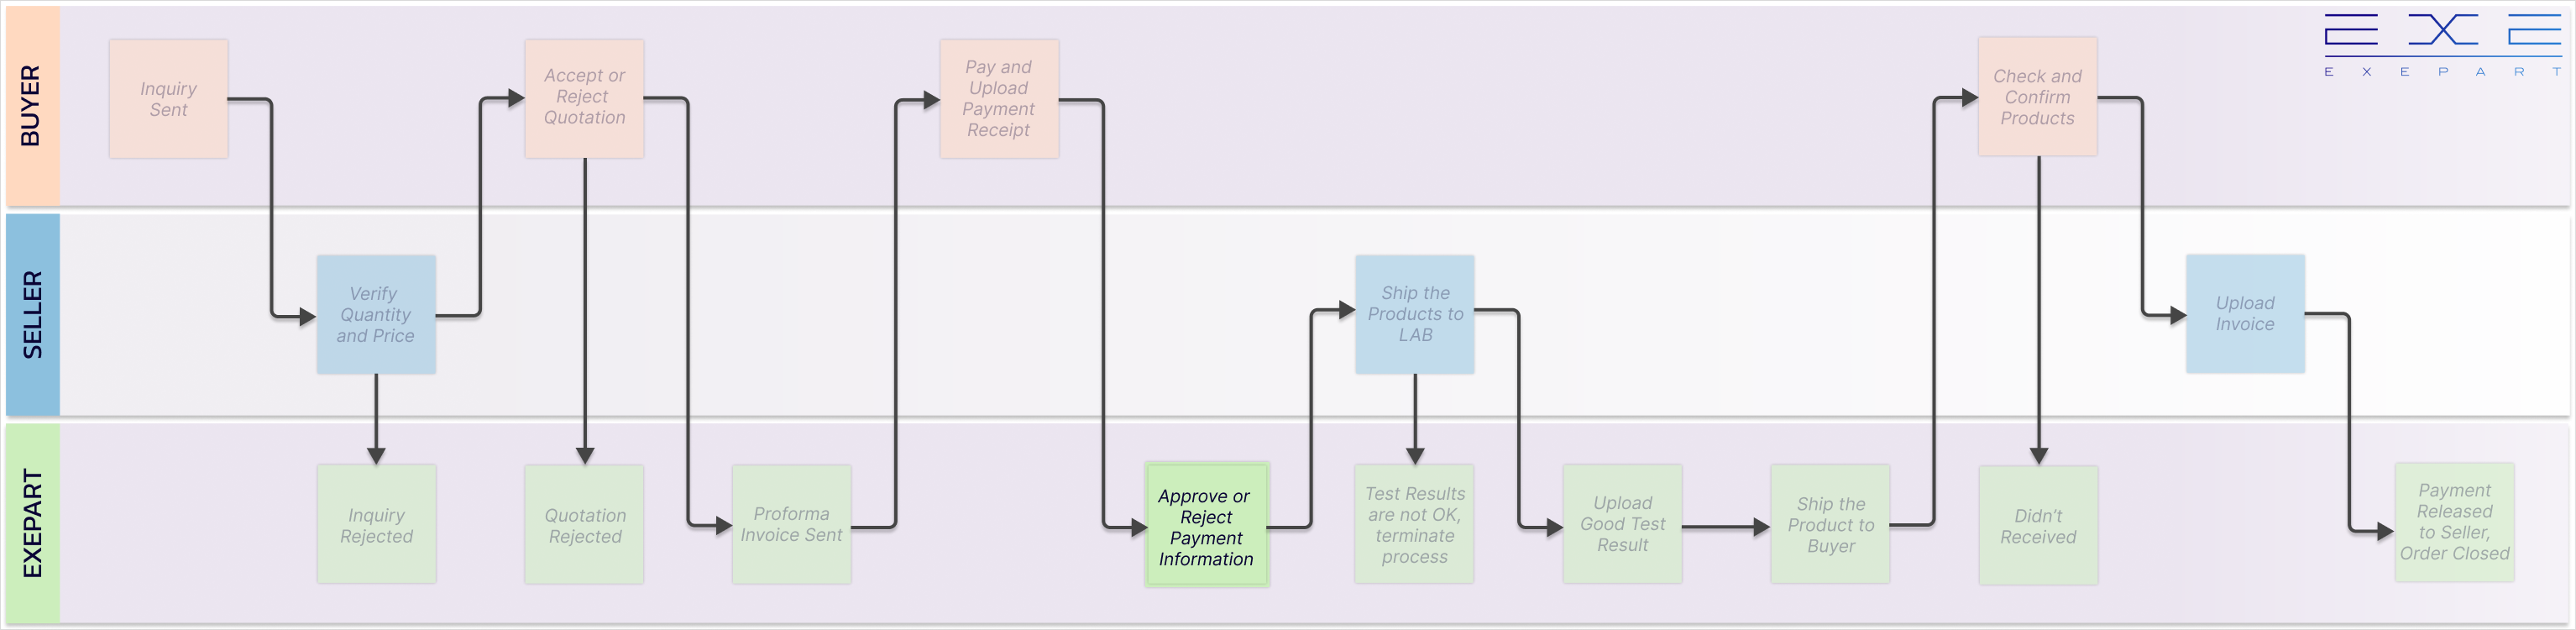 BUYER
Inquiry
Sent
Accept or
Reject
Quotation
Pay and
Upload
Payment
Receipt
Check and
Confirm
Products
EXE
EXEPART
SELLER
Verify
Quantity
and Price
Ship the
Products to
LAB
Upload
Invoice
EXEPART
Inquiry
Rejected
Quotation
Rejected
Proforma
Invoice Sent
Approve or
Reject
Payment
Information
Test Results
are not OK,
terminate
process
Upload
Good Test
Result
Ship the
Product to
Buyer
Didn’t
Received
Payment
Released
to Seller,
Order Closed